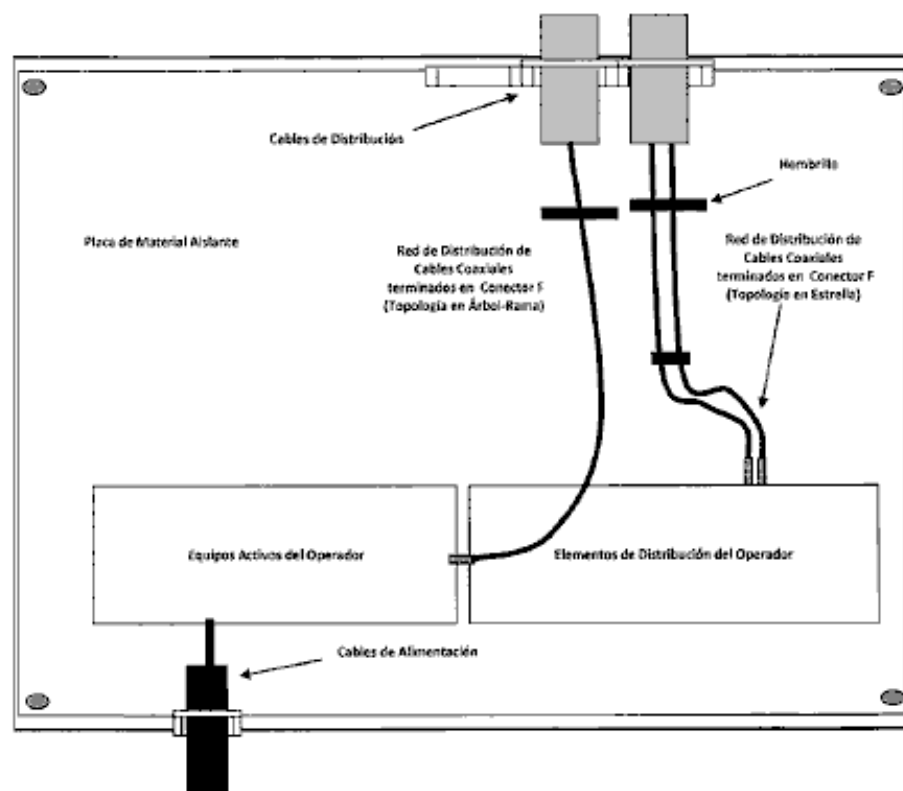 Cables de Distribución
Hembrilla
Placa de Material Aislante
Red de Distribución de
Cables Coaxiales
terminados en Conector F
(Topología en Árbol-Rama)
Red de Distribución de
Cables Coaxiales
terminados en Conector F
(Topología en Estrella)
Equipos Activos del Operador
Elementos de Distribución del Operador
Cables de Alimentación